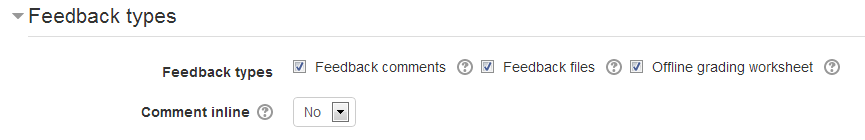 Feedback types
Feedback types Feedback comments Feedback files Offline grading worksheet
Comment inline No